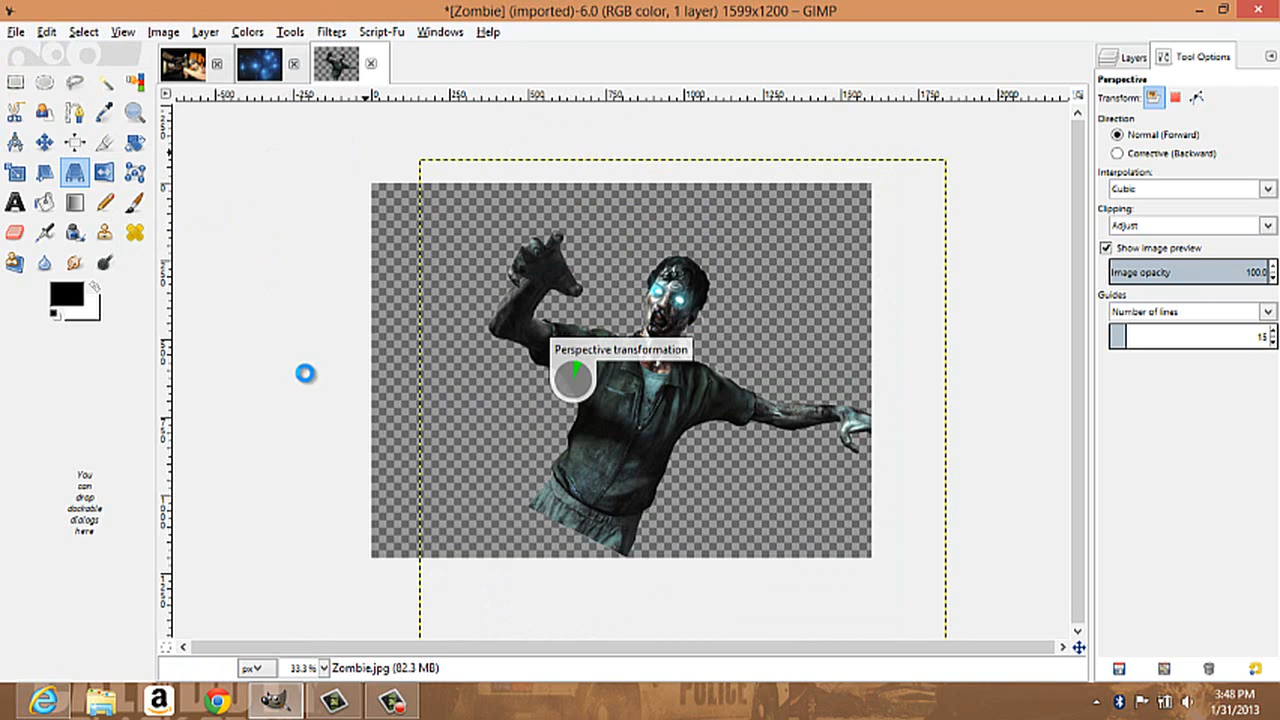 *[Zombie] (imported)-6.0 (RGB color, 1 layer) 1599x1200 – GIMP
File Edit Select View Image Layer Colors Tools Filters Script-Fu Windows Help
Layers Tool Options
-500 -250 0 250 500 750 1000 1250 1500 1750 2000
Perspective
Transform:
Direction
Normal (Forward)
Corrective (Backward)
Interpolation:
Cubic
Clipping:
Adjust
Show image preview
Image opacity 100.0
Guides
Number of lines
15
Perspective transformation
You
can
drop
dockable
dialogs
here
px 33.3 % Zombie.jpg (82.3 MB)
a
POLICE
3:48 PM
1/31/2013